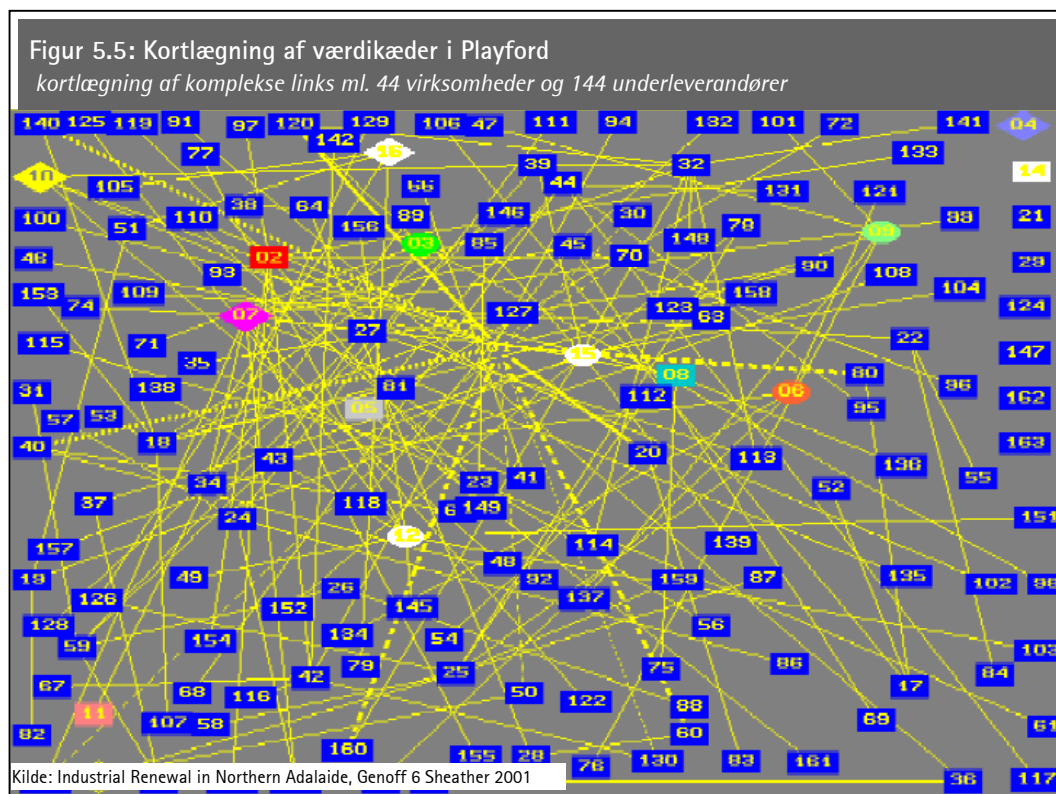 Figur 5.5: Kortlægning af værdikæder i Playford
kortlægning af komplekse links ml. 44 virksomheder og 144 underleverandører
140 125 119 91 97 120 129 106 47 111 94 132 101 72 141 04
142
77 16 39 32 133 14
10 105 66 44 131 121
100 51 110 38 64 156 89 146 30 78 21
03 85 45 148 09
46 93 02 70 90 108 29
153 74 109 158 104 124
07 127 123 63
115 71 27 22 147
35 15 08 80
31 138 81 112 06 96 162
57 53 05 95
40 18 20 163
43 113 136
34 23 41 52 55
37 24 118 149 151
12 114 139
157 48
19 49 92 159 87 135 102
126 26 137
128 152 145 56
59 154 134 54 103
79 25 75 86 84
67 68 42 17
116 50 122 88
11 107 58 69 61
82 160 60
155 28 76 130 83 161 36 117
Kilde: Industrial Renewal in Northern Adalaide, Genoff 6 Sheather 2001